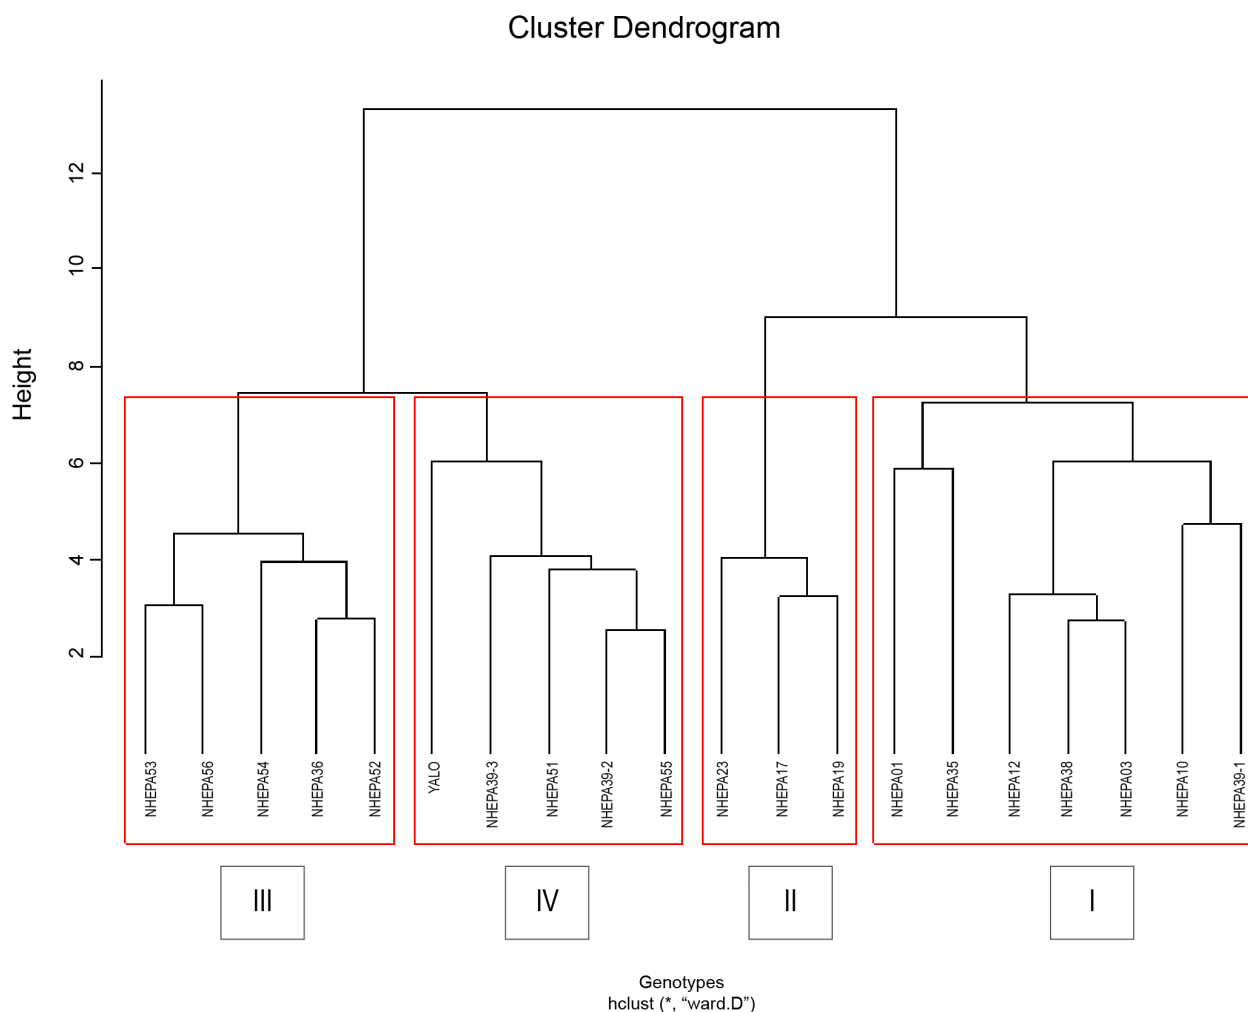 Cluster Dendrogram
Height
12
10
8
6
4
2
NHEPA53
NHEPA56
NHEPA54
NHEPA36
NHEPA52
YALO
NHEPA39-3
NHEPA51
NHEPA39-2
NHEPA55
NHEPA23
NHEPA17
NHEPA19
NHEPA01
NHEPA35
NHEPA12
NHEPA38
NHEPA03
NHEPA10
NHEPA39-1
III
IV
II
I
Genotypes
hclust (*, “ward.D”)